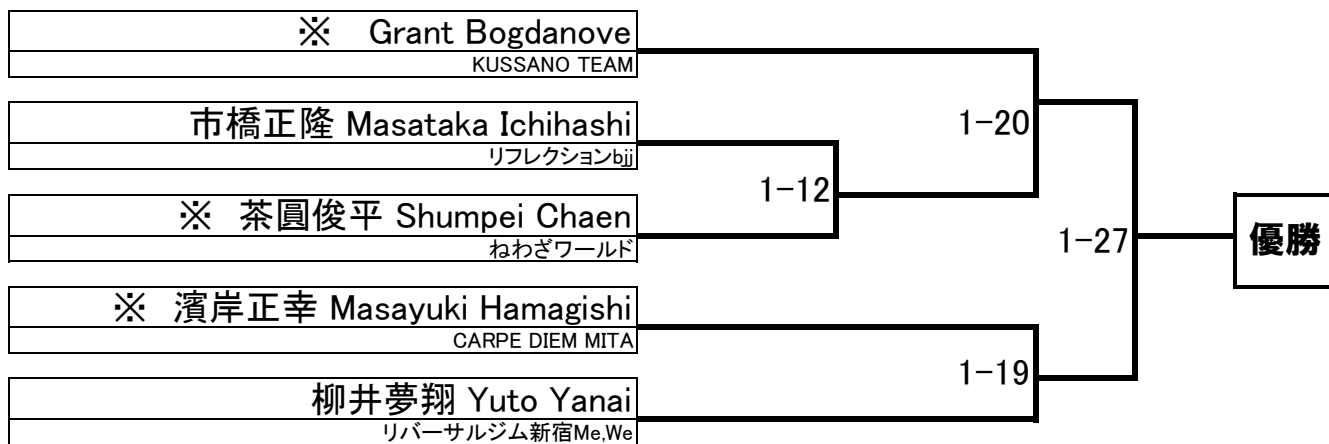 ※ Grant Bogdanove
KUSSANO TEAM
市橋正隆 Masataka Ichihashi
リフレクションbjj
※ 茶圓俊平 Shumpei Chaen
ねわざワールド
※ 濱岸正幸 Masayuki Hamagishi
CARPE DIEM MITA
柳井夢翔 Yuto Yanai
リバーサルジム新宿Me,We
1-12
1-20
1-19
1-27
優勝